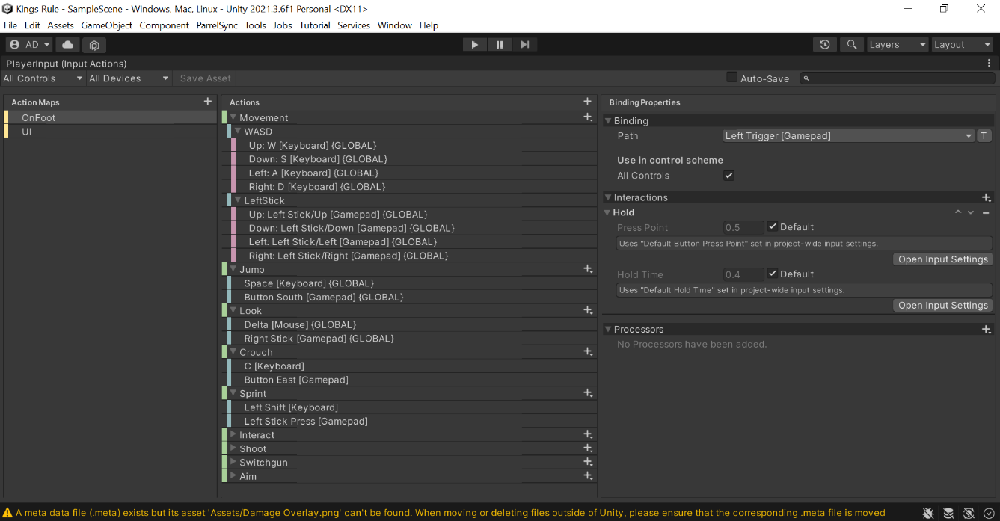 Kings Rule - SampleScene - Windows, Mac, Linux - Unity 2021.3.6f1 Personal <DX11>
File Edit Assets GameObject Component ParrelSync Tools Jobs Tutorial Services Window Help
AD Layers Layout
PlayerInput (Input Actions)
All Controls All Devices Save Asset Auto-Save
Action Maps
OnFoot
UI
Actions
Movement
WASD
Up: W [Keyboard] {GLOBAL}
Down: S [Keyboard] {GLOBAL}
Left: A [Keyboard] {GLOBAL}
Right: D [Keyboard] {GLOBAL}
LeftStick
Up: Left Stick/Up [Gamepad] {GLOBAL}
Down: Left Stick/Down [Gamepad] {GLOBAL}
Left: Left Stick/Left [Gamepad] {GLOBAL}
Right: Left Stick/Right [Gamepad] {GLOBAL}
Jump
Space [Keyboard] {GLOBAL}
Button South [Gamepad] {GLOBAL}
Look
Delta [Mouse] {GLOBAL}
Right Stick [Gamepad] {GLOBAL}
Crouch
C [Keyboard]
Button East [Gamepad]
Sprint
Left Shift [Keyboard]
Left Stick Press [Gamepad]
Interact
Shoot
Switchgun
Aim
Binding Properties
Binding
Path Left Trigger [Gamepad] T
Use in control scheme
All Controls
Interactions
Hold
Press Point 0.5 Default
Uses "Default Button Press Point" set in project-wide input settings.
Open Input Settings
Hold Time 0.4 Default
Uses "Default Hold Time" set in project-wide input settings.
Open Input Settings
Processors
No Processors have been added.
A meta data file (.meta) exists but its asset 'Assets/Damage Overlay.png' can't be found. When moving or deleting files outside of Unity, please ensure that the corresponding .meta file is moved